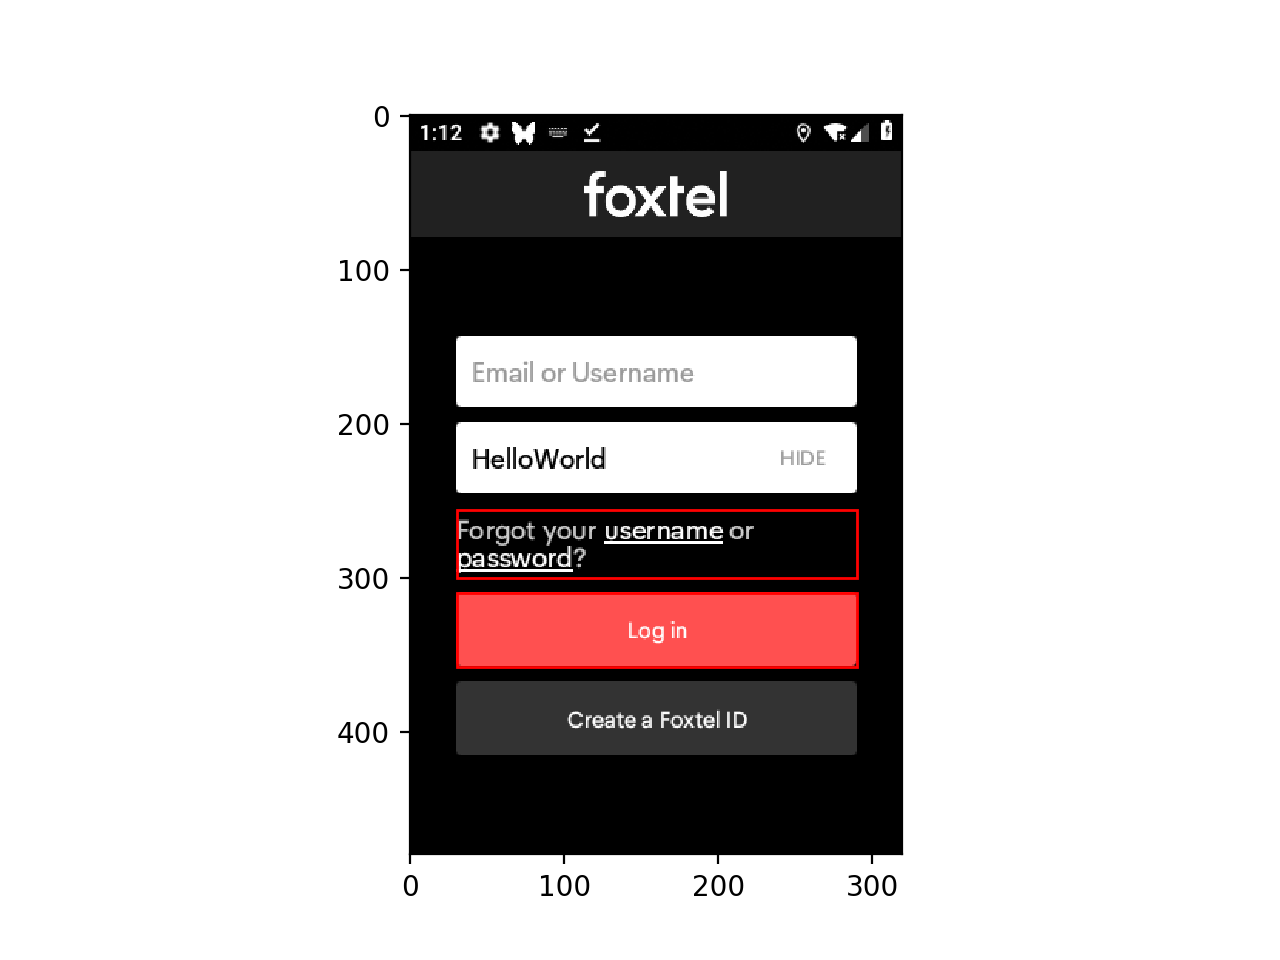 0
100
200
300
400
1:12
foxtel
Email or Username
HelloWorld HIDE
Forgot your username or
password?
Log in
Create a Foxtel ID
0 100 200 300